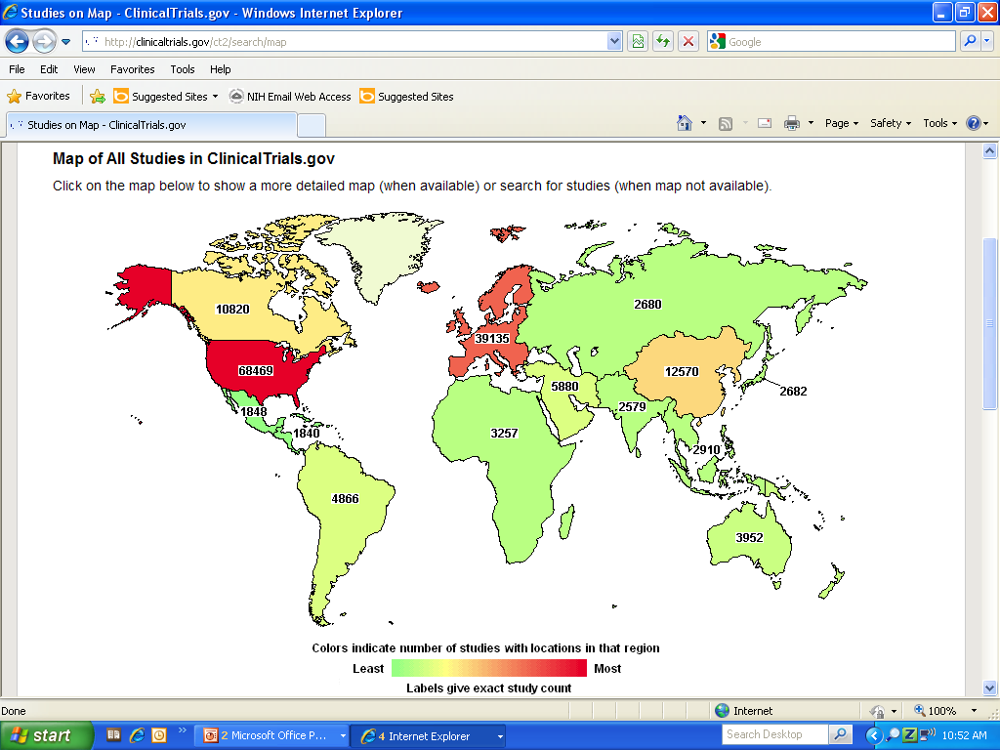 Studies on Map - ClinicalTrials.gov - Windows Internet Explorer
http://clinicaltrials.gov/ct2/search/map
Google
File Edit View Favorites Tools Help
Favorites Suggested Sites NIH Email Web Access Suggested Sites
Studies on Map - ClinicalTrials.gov
Page Safety Tools
Map of All Studies in ClinicalTrials.gov
Click on the map below to show a more detailed map (when available) or search for studies (when map not available).
10820
2680
39135
68469
12570
5880
2682
2579
1848
1840
3257
2910
4866
3952
Colors indicate number of studies with locations in that region
Least Most
Labels give exact study count
Done
Internet
100%
start
2 Microsoft Office P...
4 Internet Explorer
Search Desktop
10:52 AM